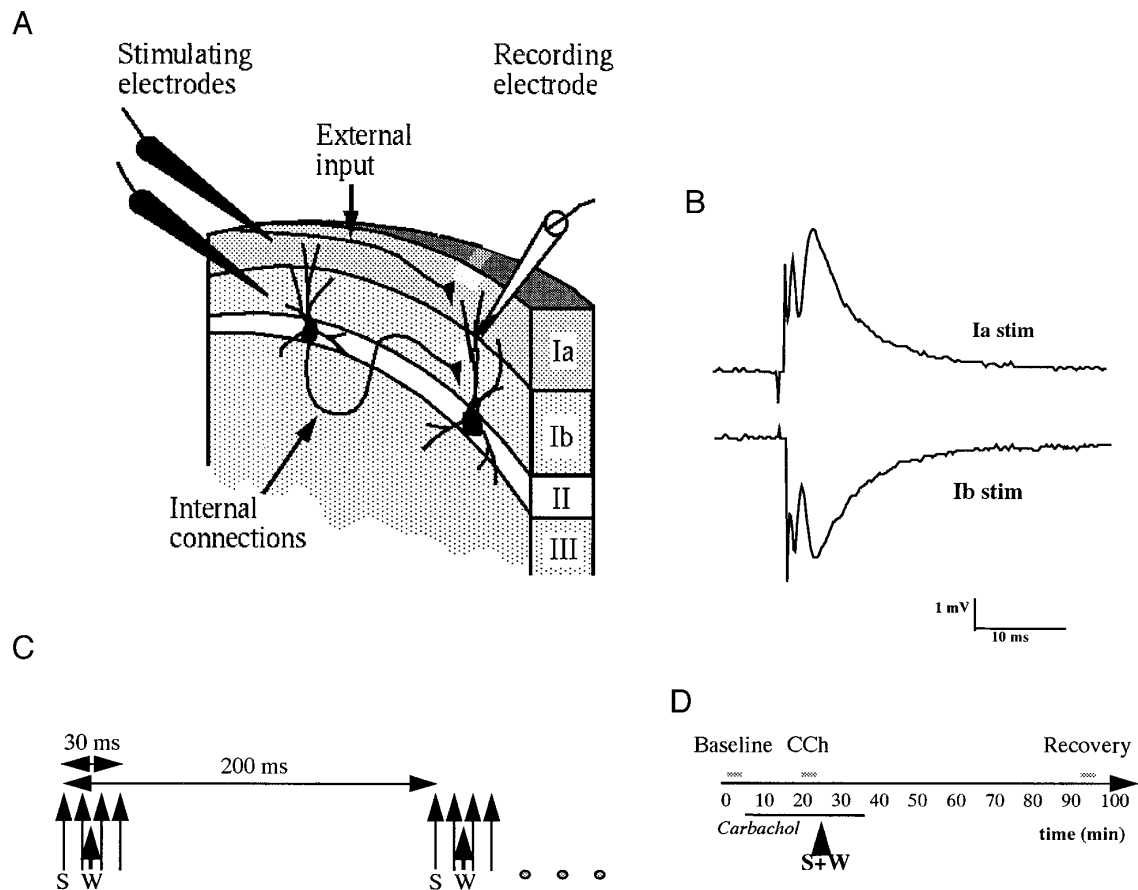 A
Stimulating
electrodes
Recording
electrode
External
input
Ia
Ib
II
III
Internal
connections
B
Ia stim
Ib stim
1 mV
10 ms
C
30 ms
200 ms
S W
S W
D
Baseline CCh Recovery
0 10 20 30 40 50 60 70 80 90 100
Carbachol
time (min)
S+W